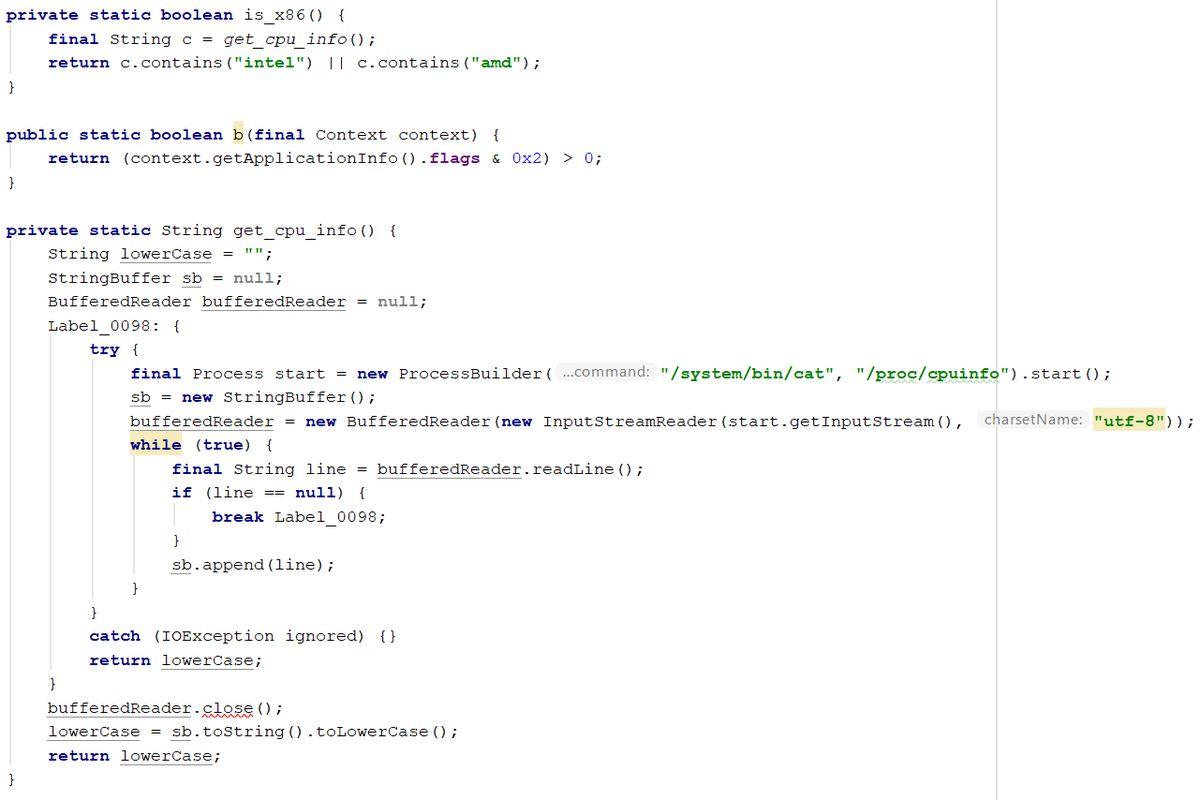 private static boolean is_x86() {
    final String c = get_cpu_info();
    return c.contains("intel") || c.contains("amd");
}
public static boolean b(final Context context) {
    return (context.getApplicationInfo().flags & 0x2) > 0;
}
private static String get_cpu_info() {
    String lowerCase = "";
    StringBuffer sb = null;
    BufferedReader bufferedReader = null;
    Label_0098: {
        try {
            final Process start = new ProcessBuilder( ...command: "/system/bin/cat", "/proc/cpuinfo").start();
            sb = new StringBuffer();
            bufferedReader = new BufferedReader(new InputStreamReader(start.getInputStream(), charsetName: "utf-8"));
            while (true) {
                final String line = bufferedReader.readLine();
                if (line == null) {
                    break Label_0098;
                }
                sb.append(line);
            }
        }
        catch (IOException ignored) {}
        return lowerCase;
    }
    bufferedReader.close();
    lowerCase = sb.toString().toLowerCase();
    return lowerCase;
}